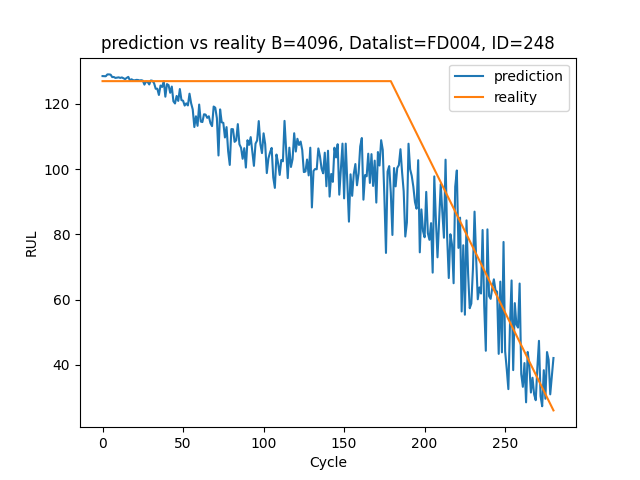 prediction vs reality B=4096, Datalist=FD004, ID=248
prediction
reality
RUL
120
100
80
60
40
0
50
100
150
200
250
Cycle